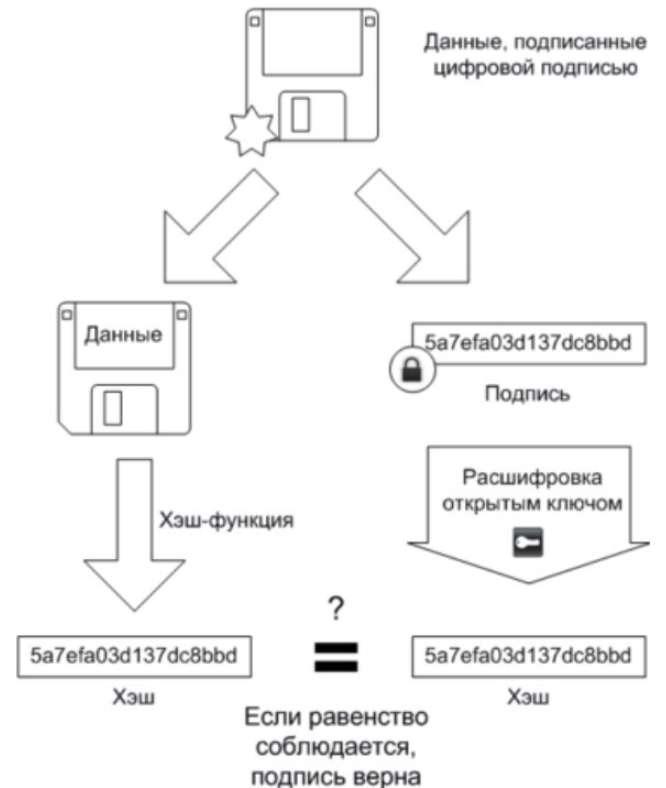 Данные, подписанные
цифровой подписью
Данные
5a7efa03d137dc8bbd
Подпись
Расшифровка
открытым ключом
Хэш-функция
?
5a7efa03d137dc8bbd
=
5a7efa03d137dc8bbd
Хэш
Хэш
Если равенство
соблюдается,
подпись верна